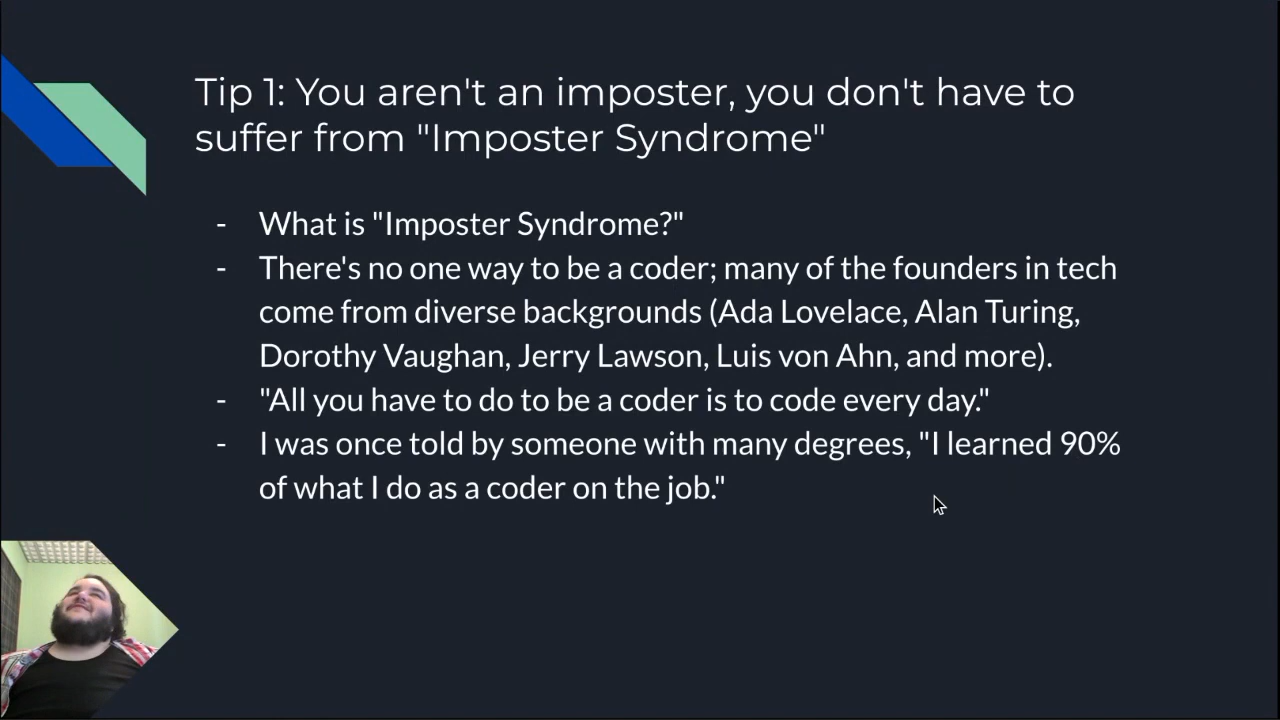 Tip 1: You aren't an imposter, you don't have to
suffer from "Imposter Syndrome"
- What is "Imposter Syndrome?"
- There's no one way to be a coder; many of the founders in tech
come from diverse backgrounds (Ada Lovelace, Alan Turing,
Dorothy Vaughan, Jerry Lawson, Luis von Ahn, and more).
- "All you have to do to be a coder is to code every day."
- I was once told by someone with many degrees, "I learned 90%
of what I do as a coder on the job."